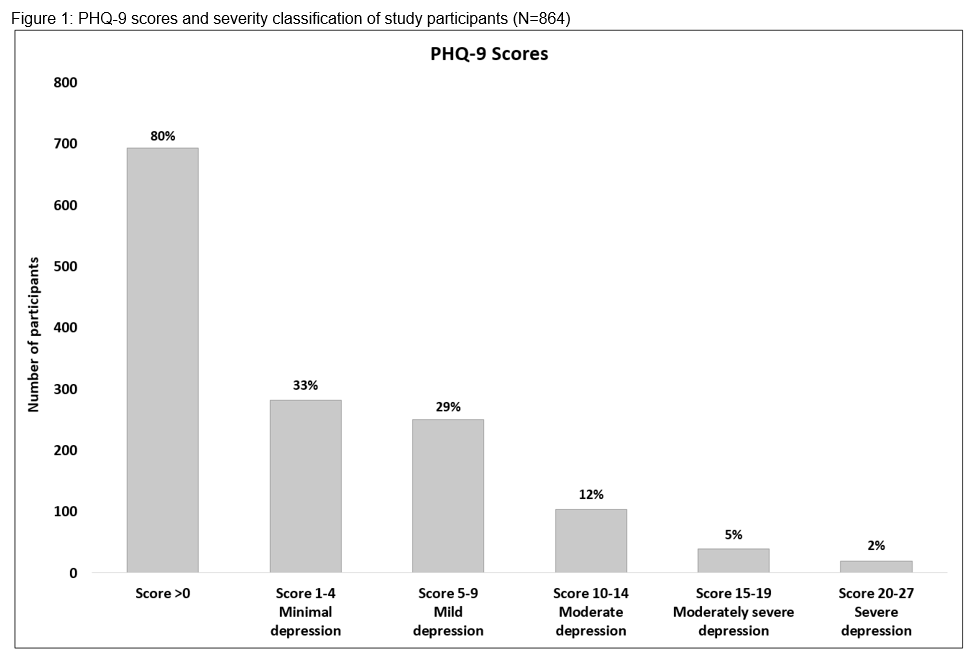 Figure 1: PHQ-9 scores and severity classification of study participants (N=864)
PHQ-9 Scores
Number of participants
800
700
600
500
400
300
200
100
0
80%
33%
29%
12%
5%
2%
Score >0
Score 1-4
Minimal
depression
Score 5-9
Mild
depression
Score 10-14
Moderate
depression
Score 15-19
Moderately severe
depression
Score 20-27
Severe
depression